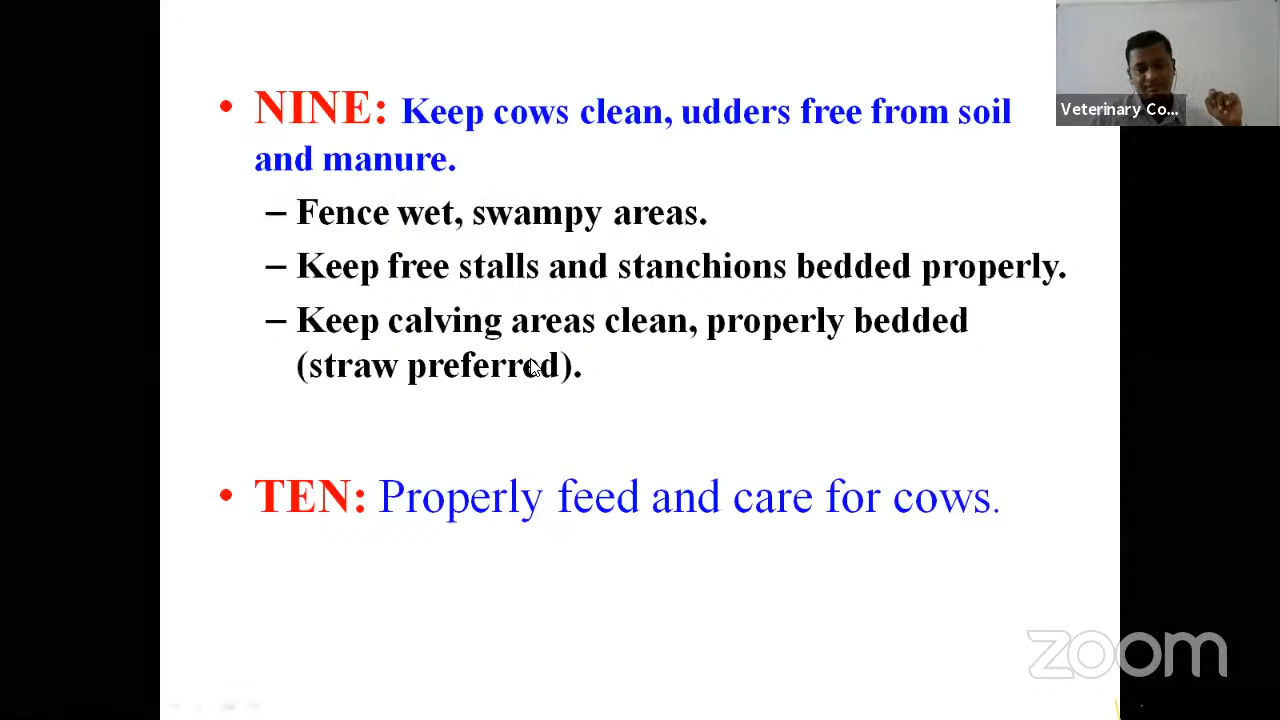 Veterinary Co...
• NINE: Keep cows clean, udders free from soil
and manure.
– Fence wet, swampy areas.
– Keep free stalls and stanchions bedded properly.
– Keep calving areas clean, properly bedded
(straw preferred).
• TEN: Properly feed and care for cows.
zoom